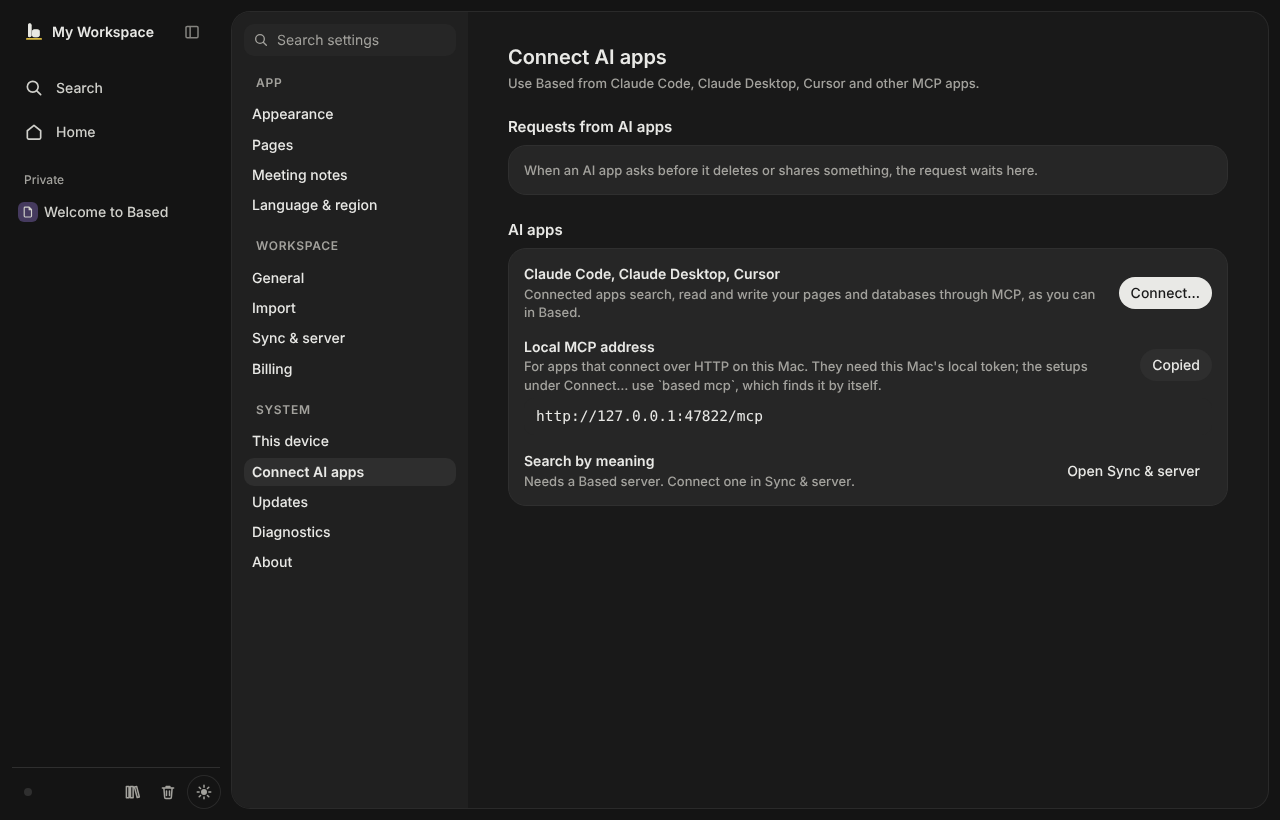 My Workspace
Search
Home
Private
Welcome to Based
Search settings
APP
Appearance
Pages
Meeting notes
Language & region
WORKSPACE
General
Import
Sync & server
Billing
SYSTEM
This device
Connect AI apps
Updates
Diagnostics
About
Connect AI apps
Use Based from Claude Code, Claude Desktop, Cursor and other MCP apps.
Requests from AI apps
When an AI app asks before it deletes or shares something, the request waits here.
AI apps
Claude Code, Claude Desktop, Cursor
Connected apps search, read and write your pages and databases through MCP, as you can
in Based.
Connect...
Local MCP address
For apps that connect over HTTP on this Mac. They need this Mac's local token; the setups
under Connect... use `based mcp`, which finds it by itself.
Copied
http://127.0.0.1:47822/mcp
Search by meaning
Needs a Based server. Connect one in Sync & server.
Open Sync & server